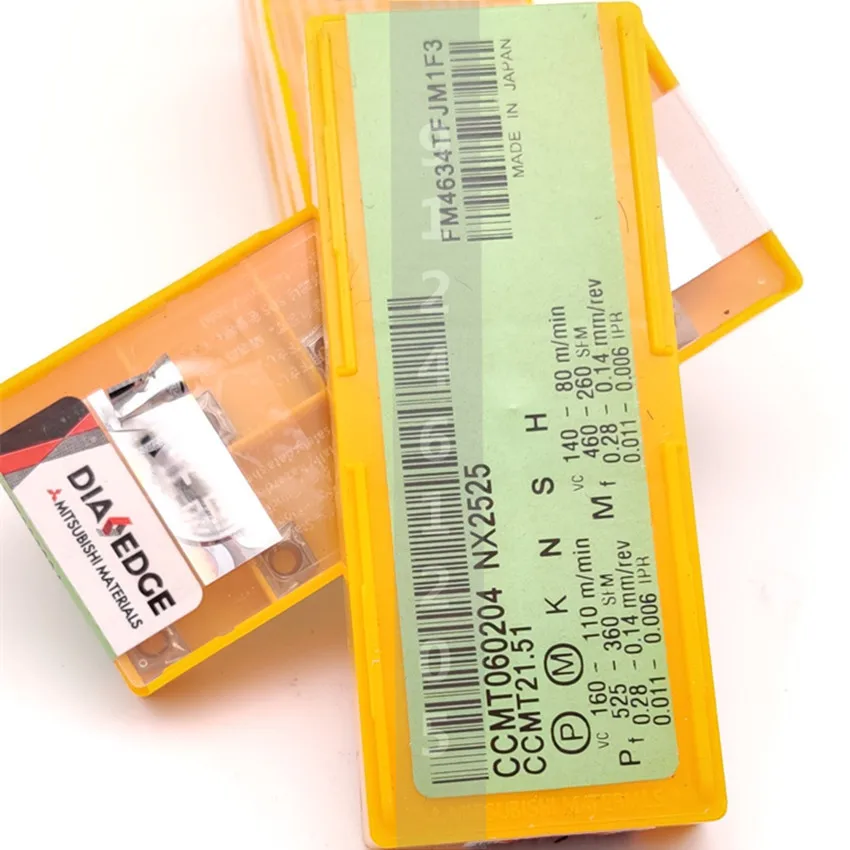 FM4634TFJM1F3
MADE IN JAPAN
CCMT060204 NX2525
CCMT21.51
P M K N S H
VC 160 - 110 m/min
525 - 360 SFM
P f 0.28 - 0.14 mm/rev
0.011 - 0.006 IPR
VC 140 - 80 m/min
460 - 260 SFM
M f 0.28 - 0.14 mm/rev
0.011 - 0.006 IPR
DIAEDGE
MITSUBISHI MATERIALS
MITSUBISHI MATERIALS